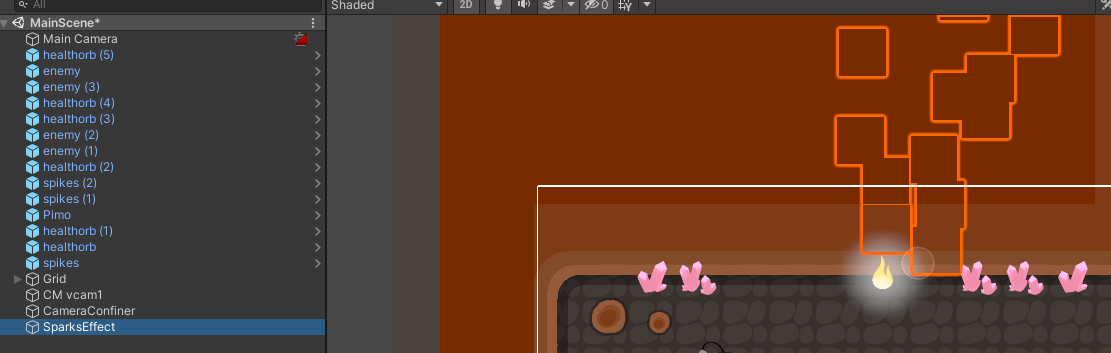 All
Shaded
2D
0
MainScene*
Main Camera
healthorb (5)
enemy
enemy (3)
healthorb (4)
healthorb (3)
enemy (2)
enemy (1)
healthorb (2)
spikes (2)
spikes (1)
Pimo
healthorb (1)
healthorb
spikes
Grid
CM vcam1
CameraConfiner
SparksEffect